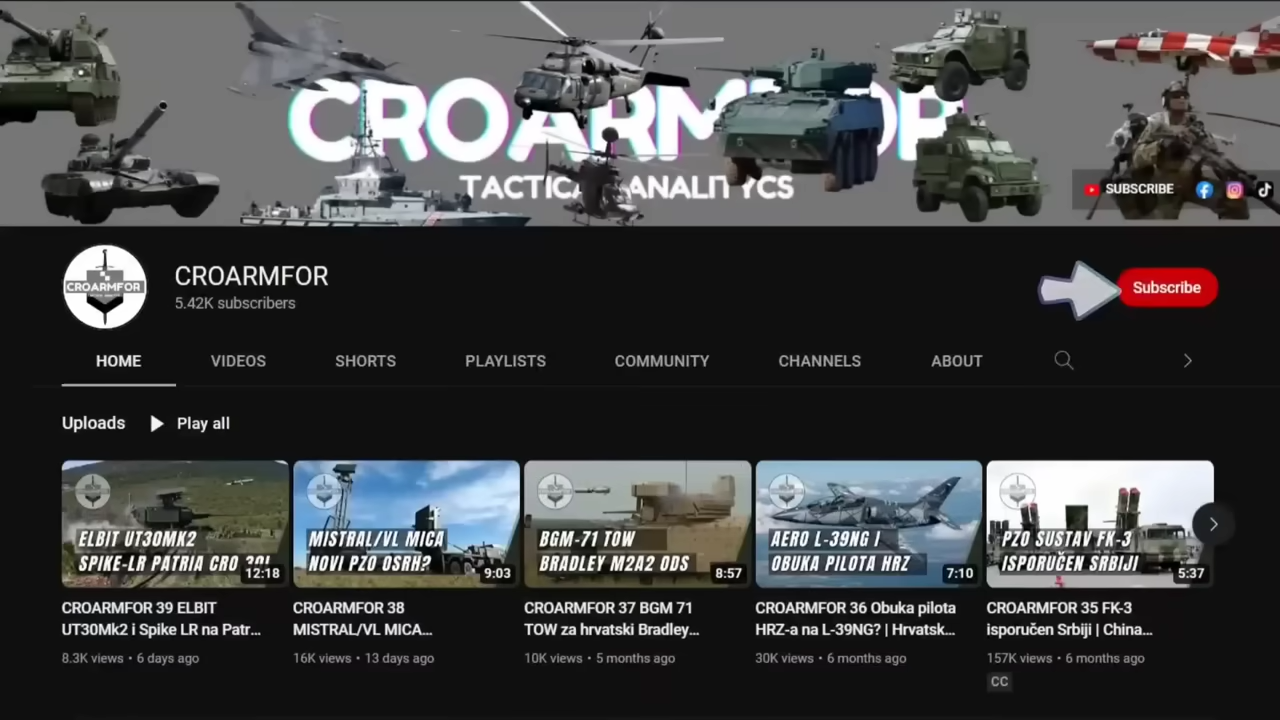 CROARMFOR
TACTICAL ANALITYCS
SUBSCRIBE
CROARMFOR
CROARMFOR
5.42K subscribers
Subscribe
HOME
VIDEOS
SHORTS
PLAYLISTS
COMMUNITY
CHANNELS
ABOUT
Uploads
Play all
ELBIT UT30MK2
SPIKE-LR PATRIA CRO 30L
12:18
MISTRAL/VL MICA
NOVI PZO OSRH?
9:03
BGM-71 TOW
BRADLEY M2A2 ODS
8:57
AERO L-39NG I
OBUKA PILOTA HRZ
7:10
PZO SUSTAV FK-3
ISPORUČEN SRBIJI
5:37
CROARMFOR 39 ELBIT
UT30Mk2 i Spike LR na Patr...
8.3K views • 6 days ago
CROARMFOR 38
MISTRAL/VL MICA...
16K views • 13 days ago
CROARMFOR 37 BGM 71
TOW za hrvatski Bradley...
10K views • 5 months ago
CROARMFOR 36 Obuka pilota
HRZ-a na L-39NG? | Hrvatsk...
30K views • 6 months ago
CROARMFOR 35 FK-3
isporučen Srbiji | China...
157K views • 6 months ago
CC